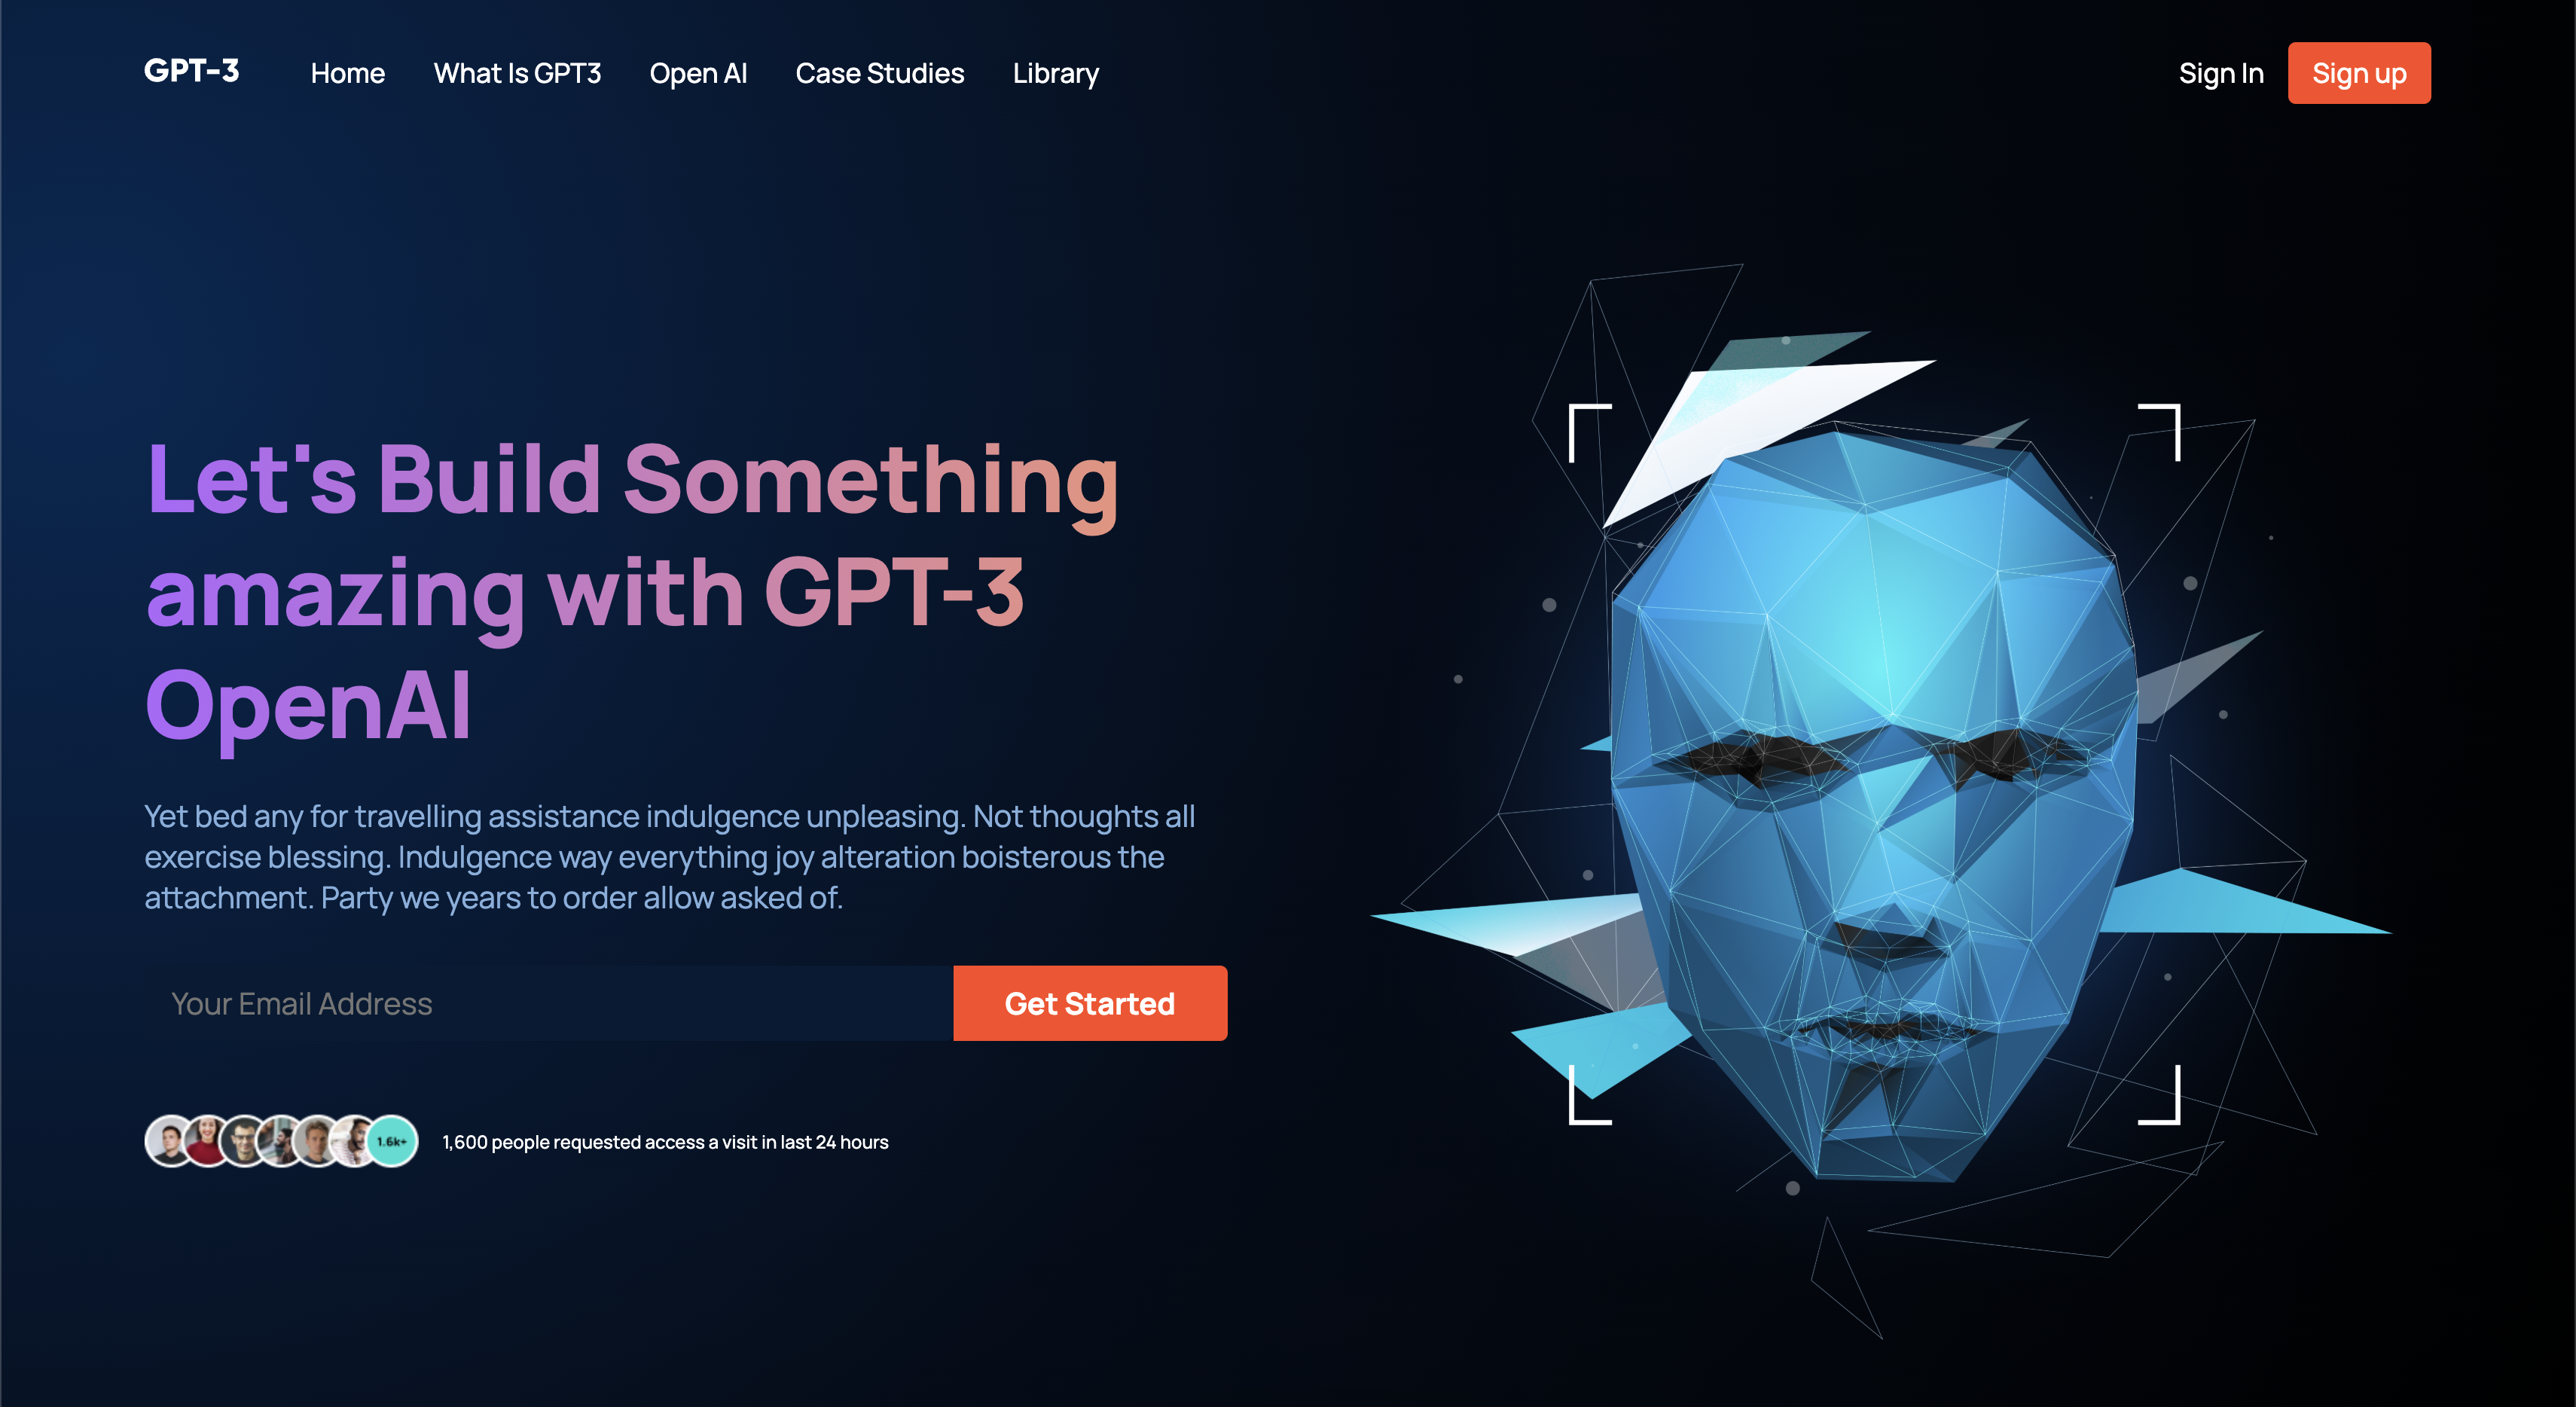 GPT-3
Home
What Is GPT3
Open AI
Case Studies
Library
Sign In
Sign up
Let's Build Something
amazing with GPT-3
OpenAI
Yet bed any for travelling assistance indulgence unpleasing. Not thoughts all
exercise blessing. Indulgence way everything joy alteration boisterous the
attachment. Party we years to order allow asked of.
Your Email Address
Get Started
1.6k+
1,600 people requested access a visit in last 24 hours